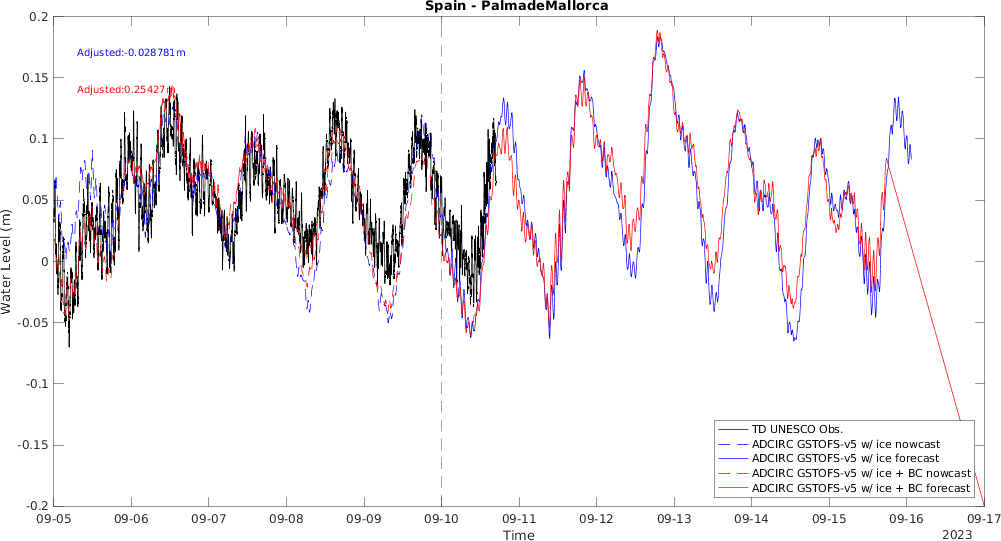 Spain - PalmadeMallorca
0.2
0.15
0.1
0.05
0
-0.05
-0.1
-0.15
-0.2
Water Level (m)
Adjusted:-0.028781m
Adjusted:0.25427m
TD UNESCO Obs.
ADCIRC GSTOFS-v5 w/ ice nowcast
ADCIRC GSTOFS-v5 w/ ice forecast
ADCIRC GSTOFS-v5 w/ ice + BC nowcast
ADCIRC GSTOFS-v5 w/ ice + BC forecast
09-05 09-06 09-07 09-08 09-09 09-10 09-11 09-12 09-13 09-14 09-15 09-16 09-17
Time
2023